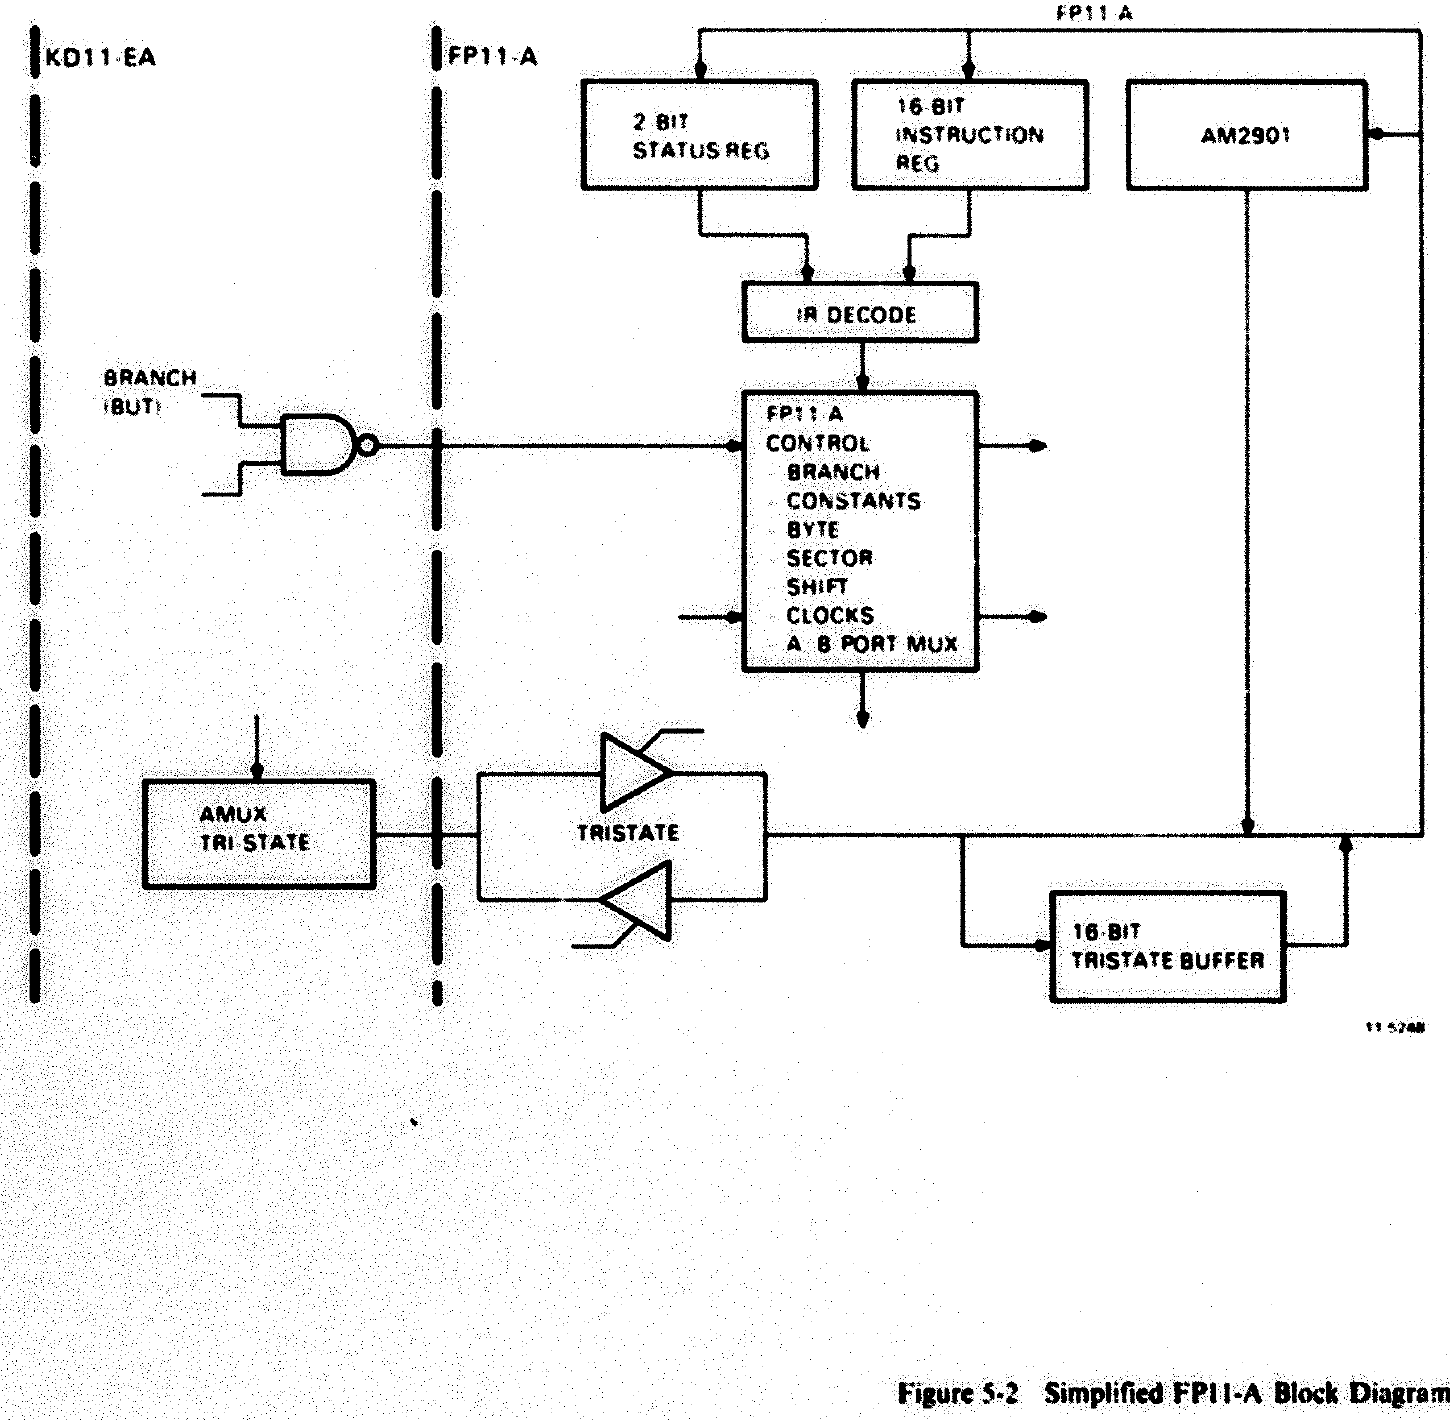 FP11-A
KD11-EA
FP11-A
2 BIT
STATUS REG
16-BIT
INSTRUCTION
REG
AM2901
IR DECODE
BRANCH
(BUT)
FP11-A
CONTROL
BRANCH
CONSTANTS
BYTE
SECTOR
SHIFT
CLOCKS
A B PORT MUX
AMUX
TRI STATE
TRISTATE
16-BIT
TRISTATE BUFFER
11-5248
Figure 5-2 Simplified FP11-A Block Diagram